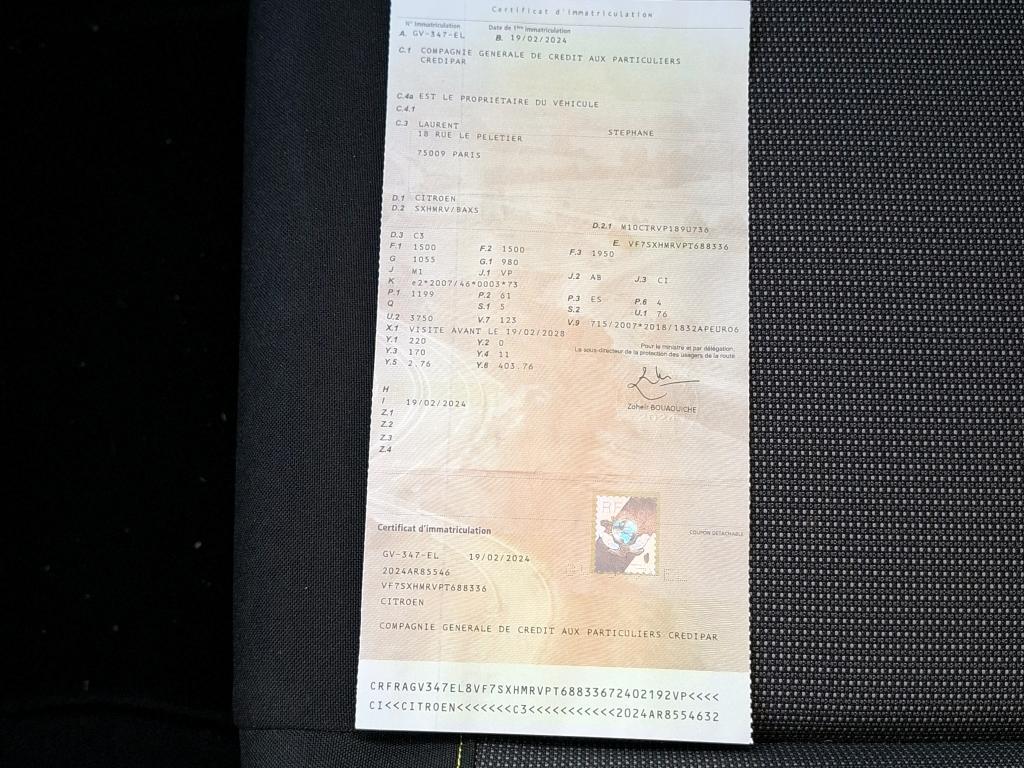 Certificat d'immatriculation
N° Immatriculation Date de 1ère immatriculation
A. GV-347-EL B. 19/02/2024
C.1 COMPAGNIE GENERALE DE CREDIT AUX PARTICULIERS
CREDIPAR
C.4a EST LE PROPRIÉTAIRE DU VÉHICULE
C.4.1
C.3 LAURENT STEPHANE
18 RUE LE PELETIER
75009 PARIS
D.1 CITROEN
D.2 SXHMRV/BAXS
D.2.1 M10CTRVP189U736
D.3 C3 E. VF7SXHMRVPT688336
F.1 1500 F.2 1500 F.3 1950
G 1055 G.1 980
J M1 J.1 VP J.2 AB J.3 CI
K e2*2007/46*0003*73
P.1 1199 P.2 61 P.3 ES P.6 4
Q S.1 5 S.2 U.1 76
U.2 3750 V.7 123 V.9 715/2007*2018/1832APEURO6
X.1 VISITE AVANT LE 19/02/2028
Y.1 220 Y.2 0
Pour le ministre et par délégation,
Le sous-directeur de la protection des usagers de la route
Y.3 170 Y.4 11
Y.5 2.76 Y.6 403.76
H
I 19/02/2024
Zoheir BOUAOUICHE
Z.1
Z.2
Z.3
Z.4
RF
Certificat d'immatriculation
COUPON DÉTACHABLE
GV-347-EL 19/02/2024
2024AR85546
VF7SXHMRVPT688336
CITROEN
COMPAGNIE GENERALE DE CREDIT AUX PARTICULIERS CREDIPAR
CRFRAGV347EL8VF7SXHMRVPT68833672402192VP<<<<
CI<<CITROEN<<<<<<<C3<<<<<<<<<<<2024AR8554632